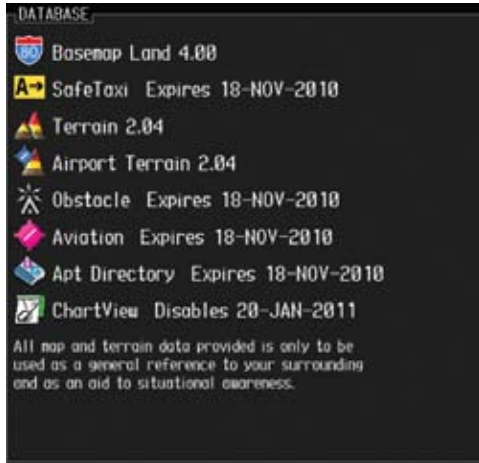 DATABASE
80 Basemap Land 4.00
A→ SafeTaxi Expires 18-NOV-2010
Terrain 2.04
Airport Terrain 2.04
Obstacle Expires 18-NOV-2010
Aviation Expires 18-NOV-2010
Apt Directory Expires 18-NOV-2010
ChartView Disables 20-JAN-2011
All map and terrain data provided is only to be
used as a general reference to your surrounding
and as an aid to situational awareness.